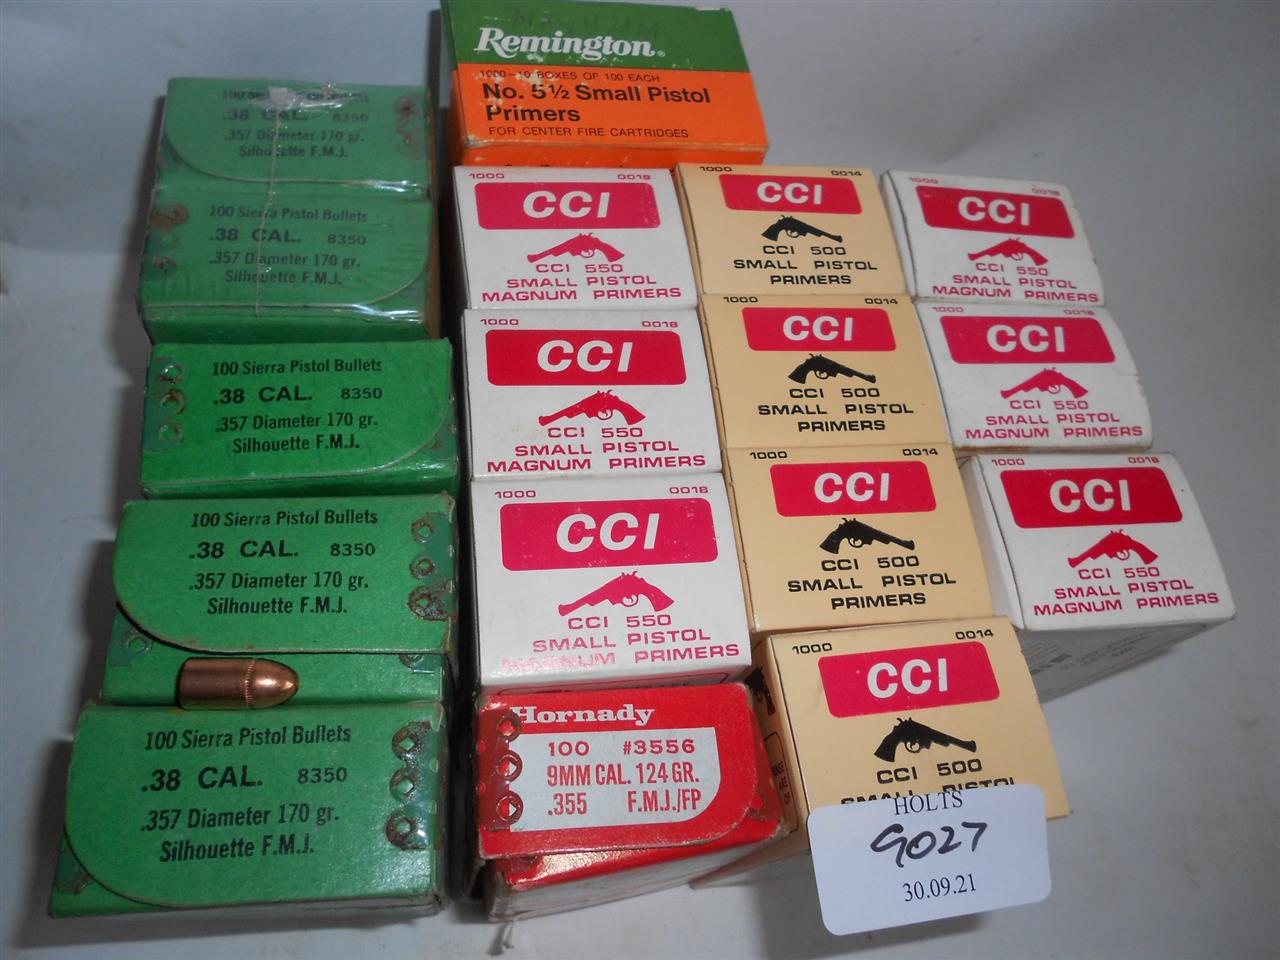 MAGNUM
Remington®
1000-10 BOXES OF 100 EACH
No. 5½ Small Pistol
Primers
FOR CENTER FIRE CARTRIDGES
100
.38 CAL. 8350
.357 Diameter 170 gr.
Silhouette F.M.J.
100 Sierra Pistol Bullets
.38 CAL. 8350
.357 Diameter 170 gr.
Silhouette F.M.J.
100 Sierra Pistol Bullets
.38 CAL. 8350
.357 Diameter 170 gr.
Silhouette F.M.J.
100 Sierra Pistol Bullets
.38 CAL. 8350
.357 Diameter 170 gr.
Silhouette F.M.J.
100 Sierra Pistol Bullets
.38 CAL. 8350
.357 Diameter 170 gr.
Silhouette F.M.J.
1000 0018
CCI
CCI 550
SMALL PISTOL
MAGNUM PRIMERS
1000 0014
CCI
CCI 500
SMALL PISTOL
PRIMERS
1000 0018
CCI
CCI 550
SMALL PISTOL
MAGNUM PRIMERS
1000 0018
CCI
CCI 550
SMALL PISTOL
MAGNUM PRIMERS
1000 0014
CCI
CCI 500
SMALL PISTOL
PRIMERS
1000 0018
CCI
CCI 550
SMALL PISTOL
MAGNUM PRIMERS
1000 0018
CCI
CCI 550
SMALL PISTOL
MAGNUM PRIMERS
1000 0014
CCI
CCI 500
SMALL PISTOL
PRIMERS
1000 0018
CCI
CCI 550
SMALL PISTOL
MAGNUM PRIMERS
1000 0014
CCI
CCI 500
SMALL PISTOL
Hornady
100 #3556
9MM CAL. 124 GR.
.355 F.M.J./FP
HOLTS
9027
30.09.21